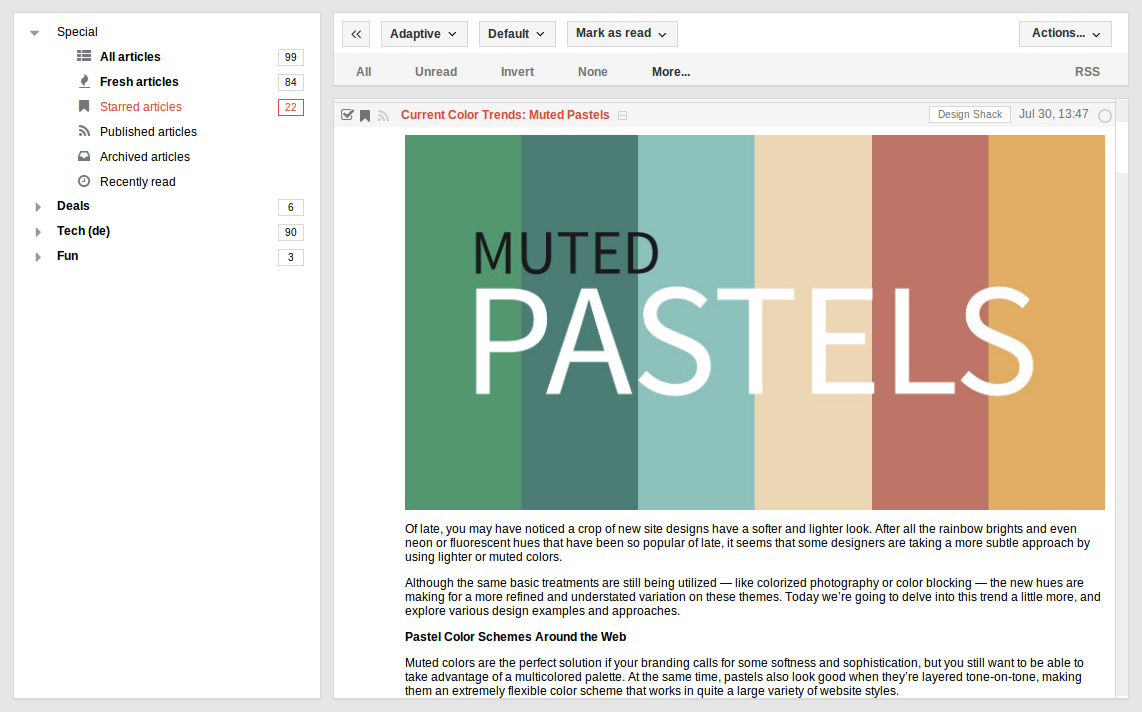 Special
All articles 99
Fresh articles 84
Starred articles 22
Published articles
Archived articles
Recently read
Deals 6
Tech (de) 90
Fun 3
Adaptive Default Mark as read Actions...
All Unread Invert None More... RSS
Current Color Trends: Muted Pastels Design Shack Jul 30, 13:47
MUTED
PASTELS
Of late, you may have noticed a crop of new site designs have a softer and lighter look. After all the rainbow brights and even
neon or fluorescent hues that have been so popular of late, it seems that some designers are taking a more subtle approach by
using lighter or muted colors.
Although the same basic treatments are still being utilized — like colorized photography or color blocking — the new hues are
making for a more refined and understated variation on these themes. Today we're going to delve into this trend a little more, and
explore various design examples and approaches.
Pastel Color Schemes Around the Web
Muted colors are the perfect solution if your branding calls for some softness and sophistication, but you still want to be able to
take advantage of a multicolored palette. At the same time, pastels also look good when they're layered tone-on-tone, making
them an extremely flexible color scheme that works in quite a large variety of website styles.